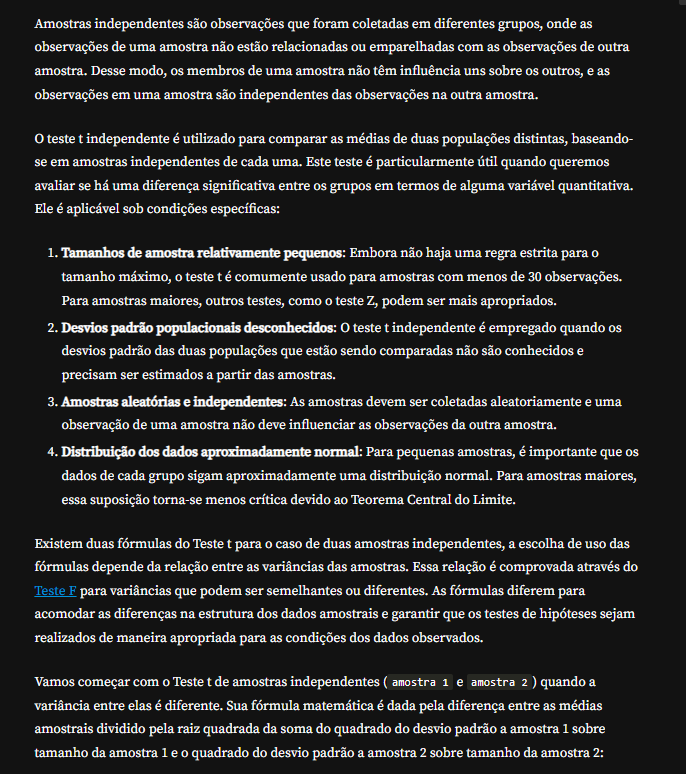 Amostras independentes são observações que foram coletadas em diferentes grupos, onde as
observações de uma amostra não estão relacionadas ou emparelhadas com as observações de outra
amostra. Desse modo, os membros de uma amostra não têm influência uns sobre os outros, e as
observações em uma amostra são independentes das observações na outra amostra.
O teste t independente é utilizado para comparar as médias de duas populações distintas, baseando-
se em amostras independentes de cada uma. Este teste é particularmente útil quando queremos
avaliar se há uma diferença significativa entre os grupos em termos de alguma variável quantitativa.
Ele é aplicável sob condições específicas:
1. Tamanhos de amostra relativamente pequenos: Embora não haja uma regra estrita para o
tamanho máximo, o teste t é comumente usado para amostras com menos de 30 observações.
Para amostras maiores, outros testes, como o teste Z, podem ser mais apropriados.
2. Desvios padrão populacionais desconhecidos: O teste t independente é empregado quando os
desvios padrão das duas populações que estão sendo comparadas não são conhecidos e
precisam ser estimados a partir das amostras.
3. Amostras aleatórias e independentes: As amostras devem ser coletadas aleatoriamente e uma
observação de uma amostra não deve influenciar as observações da outra amostra.
4. Distribuição dos dados aproximadamente normal: Para pequenas amostras, é importante que os
dados de cada grupo sigam aproximadamente uma distribuição normal. Para amostras maiores,
essa suposição torna-se menos crítica devido ao Teorema Central do Limite.
Existem duas fórmulas do Teste t para o caso de duas amostras independentes, a escolha de uso das
fórmulas depende da relação entre as variâncias das amostras. Essa relação é comprovada através do
Teste F para variâncias que podem ser semelhantes ou diferentes. As fórmulas diferem para
acomodar as diferenças na estrutura dos dados amostrais e garantir que os testes de hipóteses sejam
realizados de maneira apropriada para as condições dos dados observados.
Vamos começar com o Teste t de amostras independentes ( amostra 1 e amostra 2 ) quando a
variância entre elas é diferente. Sua fórmula matemática é dada pela diferença entre as médias
amostrais dividido pela raiz quadrada da soma do quadrado do desvio padrão a amostra 1 sobre
tamanho da amostra 1 e o quadrado do desvio padrão a amostra 2 sobre tamanho da amostra 2: